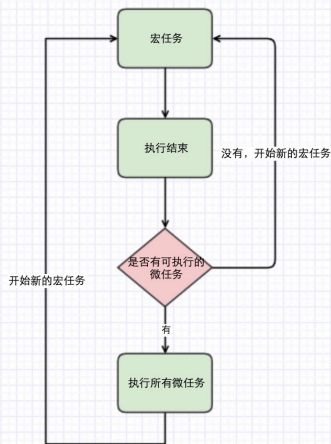 宏任务
执行结束
没有，开始新的宏任务
是否有可执行的
微任务
开始新的宏任务
有
执行所有微任务